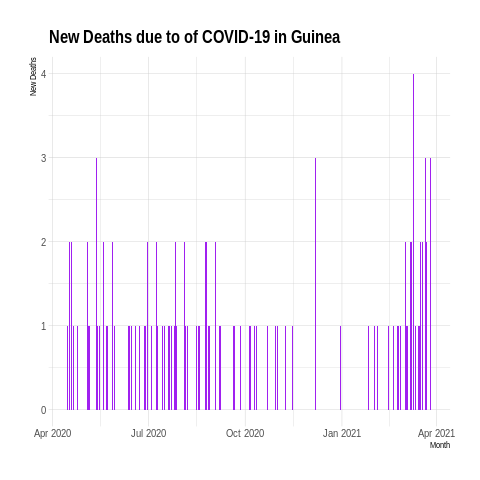 New Deaths due to of COVID-19 in Guinea
New Deaths
4
3
2
1
0
Apr 2020 Jul 2020 Oct 2020 Jan 2021 Apr 2021
Month